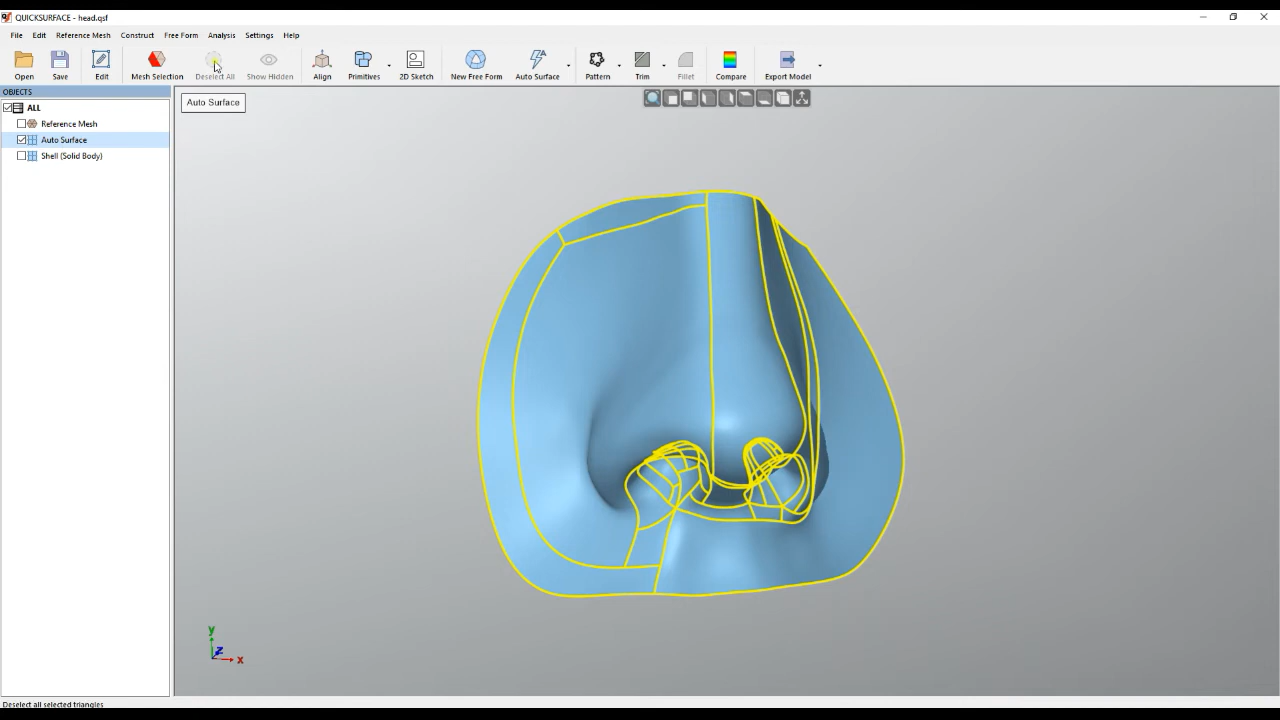 QUICKSURFACE - head.qsf
File Edit Reference Mesh Construct Free Form Analysis Settings Help
Open Save Edit Mesh Selection Deselect All Show Hidden Align Primitives 2D Sketch New Free Form Auto Surface Pattern Trim Fillet Compare Export Model
OBJECTS
ALL
Reference Mesh
Auto Surface
Shell (Solid Body)
Auto Surface
y
z
x
Deselect all selected triangles